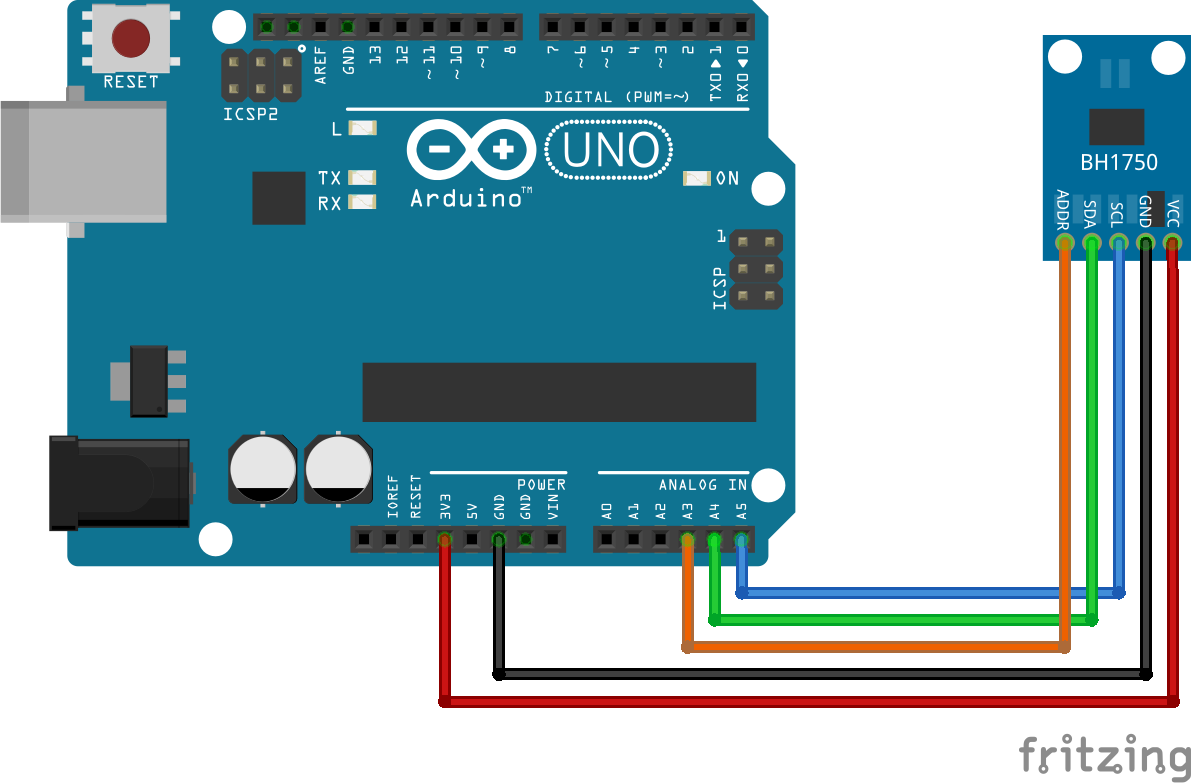 RESET
ICSP2
AREF
GND
13
12
~11
~10
~9
8
7
~6
~5
4
~3
2
TX0▶1
RX0◀0
DIGITAL (PWM=~)
L
TX
RX
UNO
Arduino™
ON
1
ICSP
BH1750
ADDR
SDA
SCL
GND
VCC
POWER
ANALOG IN
IOREF
RESET
3V3
5V
GND
GND
VIN
A0
A1
A2
A3
A4
A5
fritzing